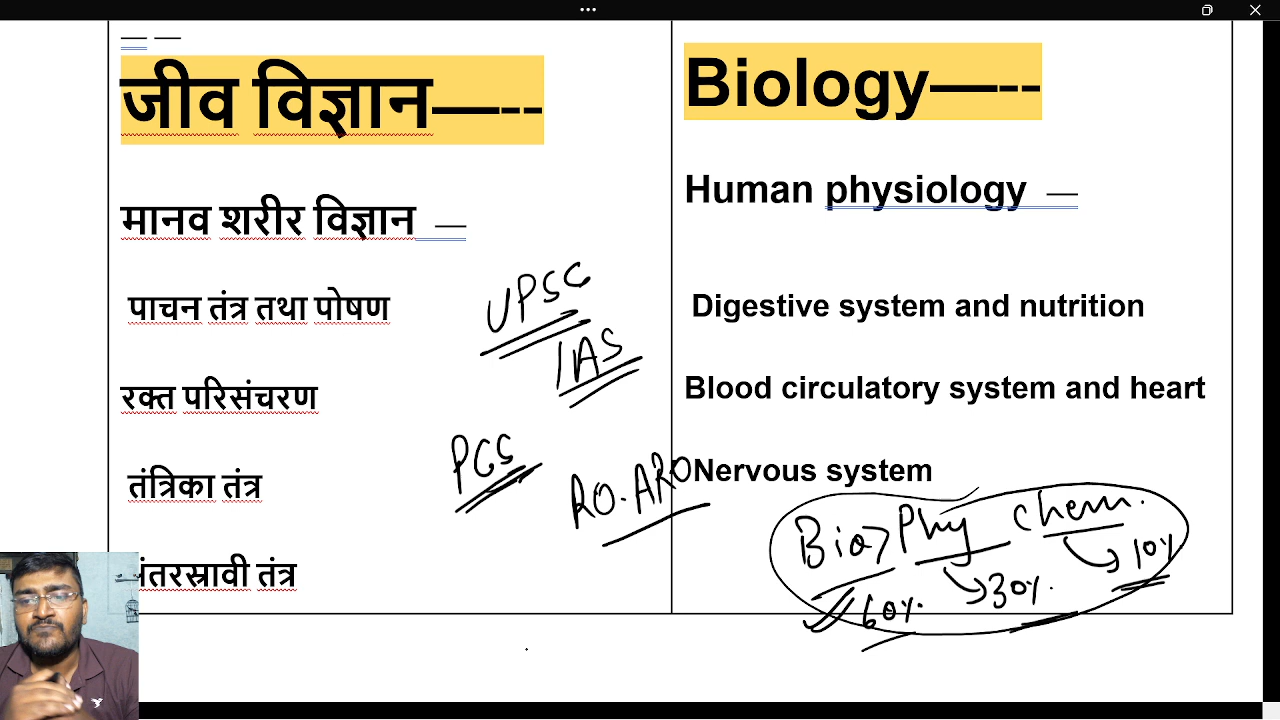 जीव विज्ञान—--
मानव शरीर विज्ञान —
पाचन तंत्र तथा पोषण
रक्त परिसंचरण
तंत्रिका तंत्र
तंरस्रावी तंत्र
UPSC
IAS
PCS
RO-ARO
Biology—--
Human physiology —
Digestive system and nutrition
Blood circulatory system and heart
Nervous system
Bio> Phy Chem.
60%. 30%. 10%